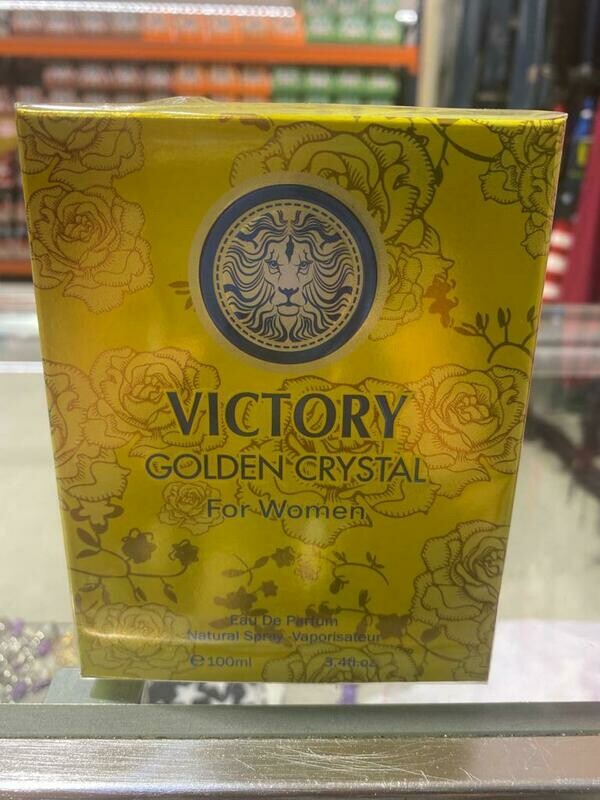 VICTORY
GOLDEN CRYSTAL
For Women
Eau De Parfum
Natural Spray Vaporisateur
℮100ml 3.4fl.oz.